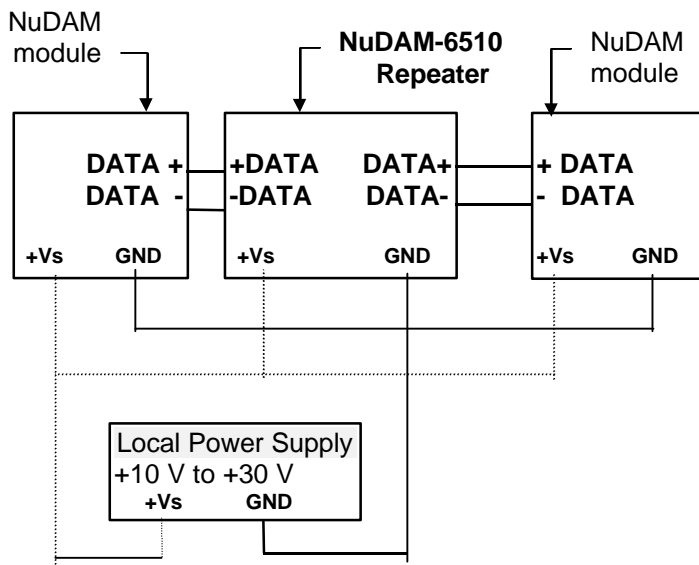 NuDAM
module
NuDAM-6510
Repeater
NuDAM
module
DATA +
DATA -
+Vs GND
+DATA DATA+
-DATA DATA-
+Vs GND
+ DATA
- DATA
+Vs GND
Local Power Supply
+10 V to +30 V
+Vs GND